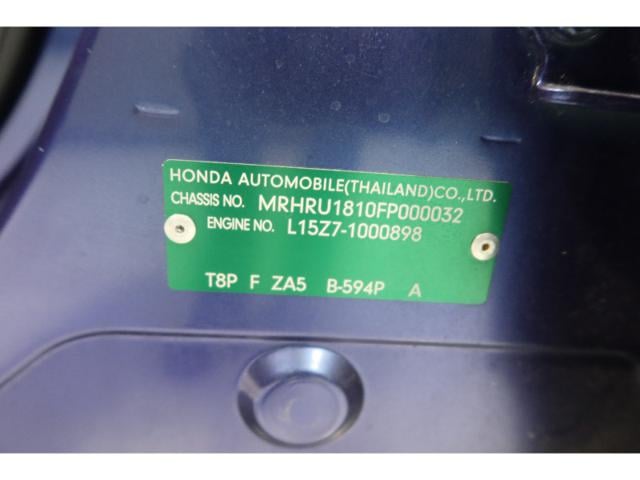 HONDA AUTOMOBILE(THAILAND)CO.,LTD.
CHASSIS NO. MRHRU1810FP000032
ENGINE NO. L15Z7-1000898
T8P F ZA5 B-594P A